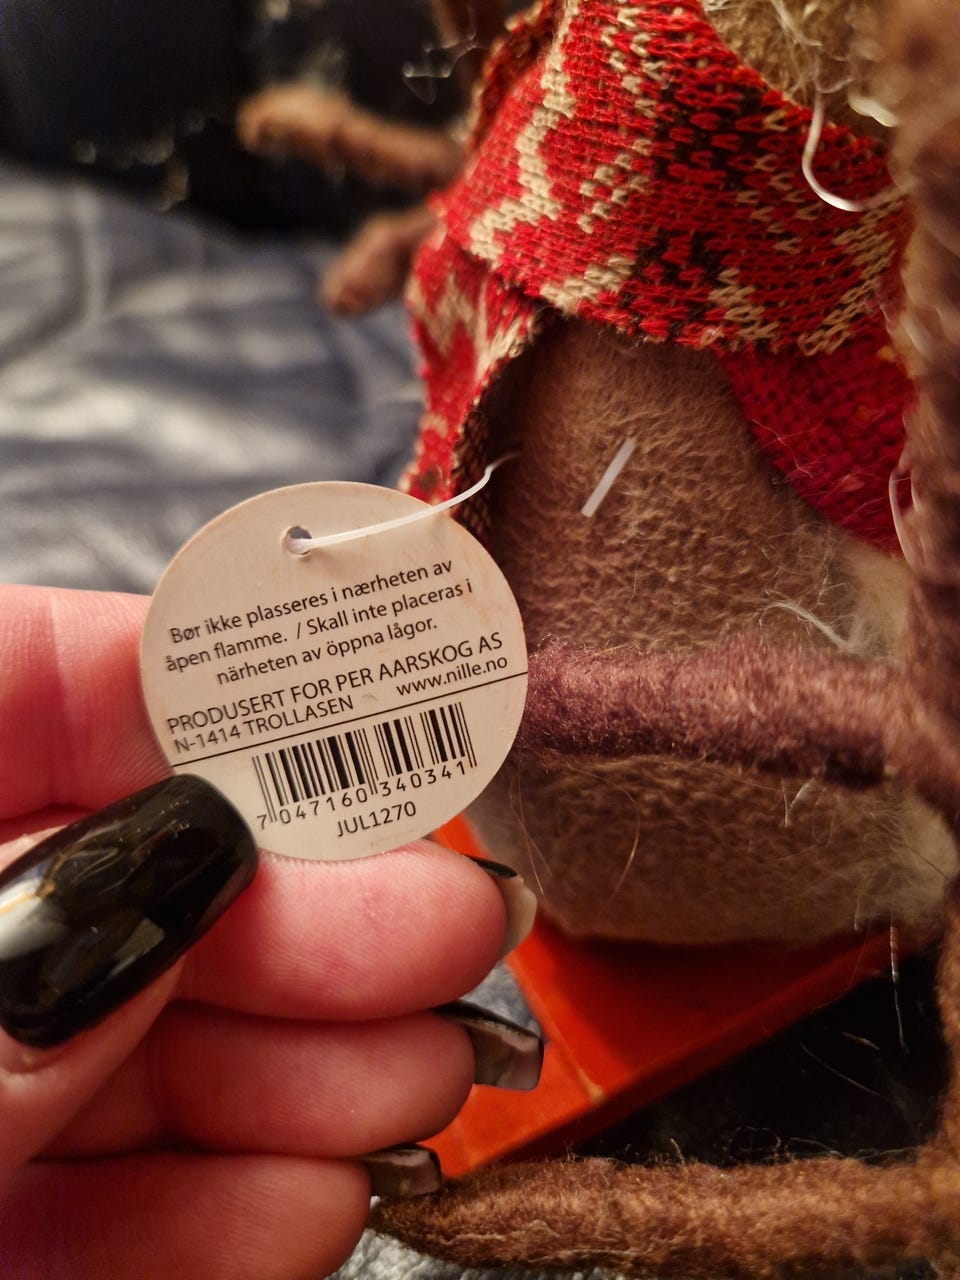 Bør ikke plasseres i nærheten av
åpen flamme. / Skall inte placeras i
närheten av öppna lågor.
PRODUSERT FOR PER AARSKOG AS
N-1414 TROLLASEN www.nille.no
7 047160 340341
JUL1270